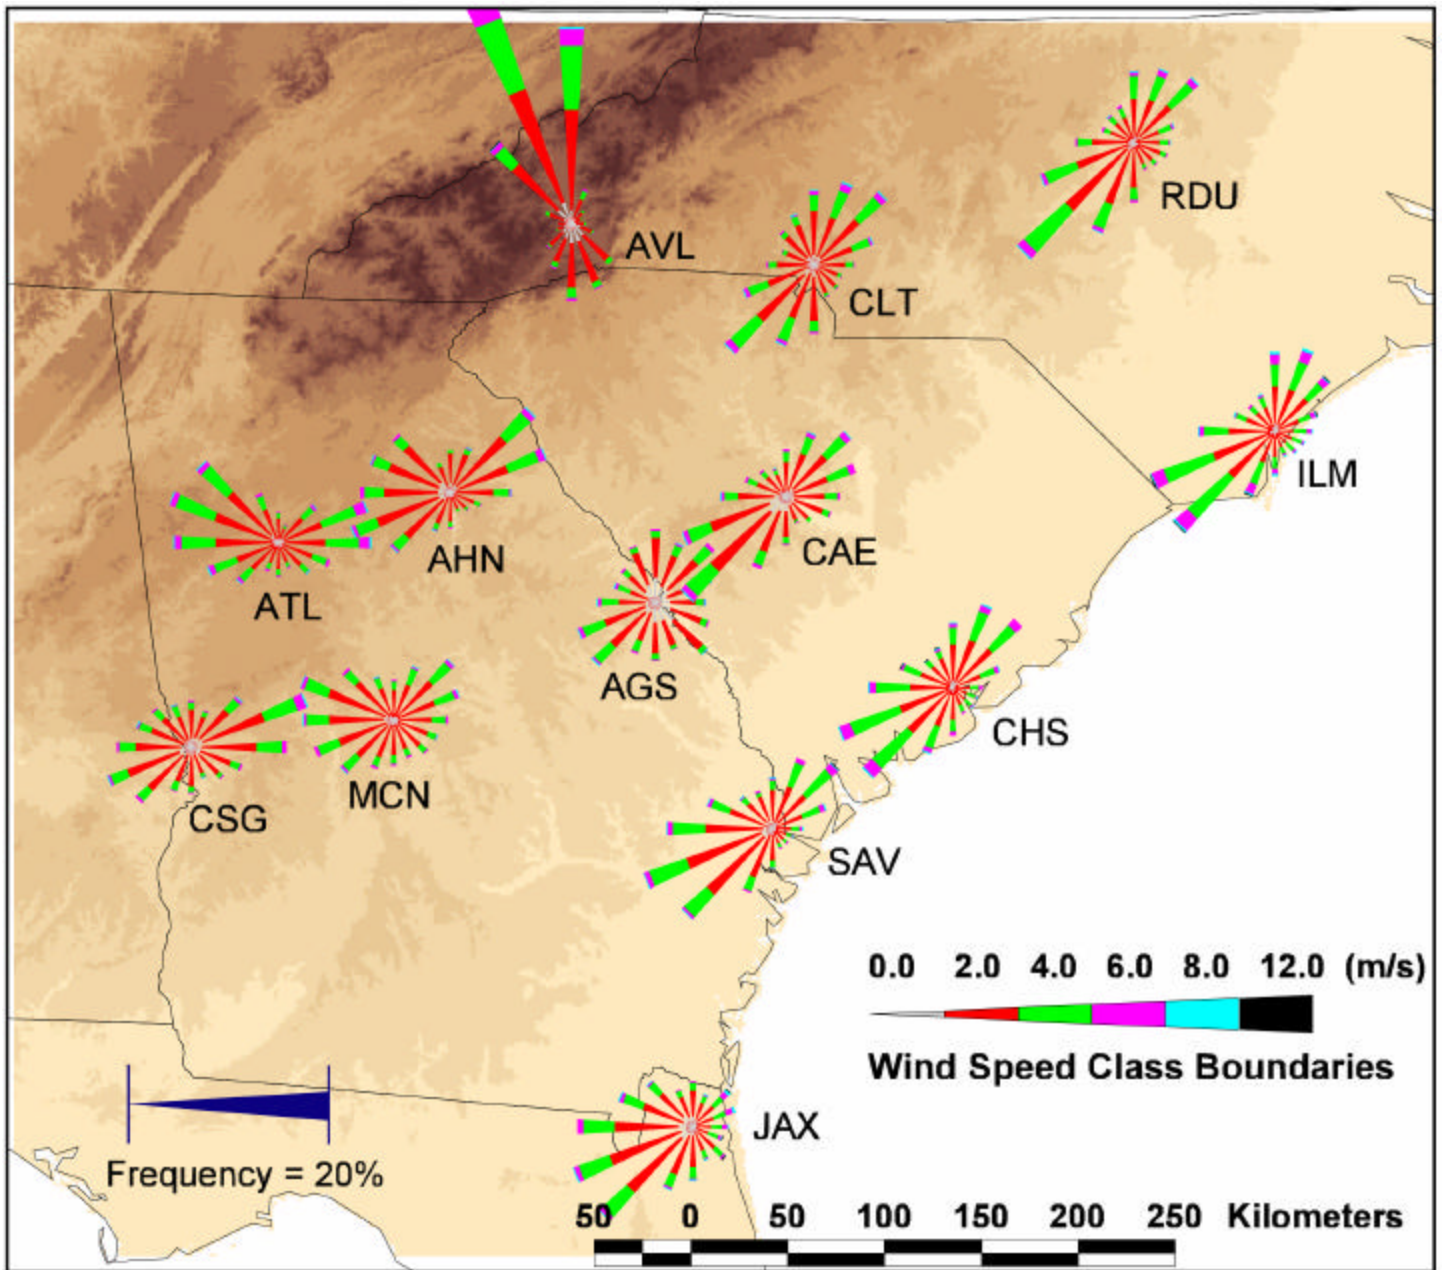 RDU
AVL
CLT
ILM
AHN
CAE
ATL
AGS
CHS
MCN
CSG
SAV
0.0 2.0 4.0 6.0 8.0 12.0 (m/s)
Wind Speed Class Boundaries
JAX
Frequency = 20%
50 0 50 100 150 200 250 Kilometers